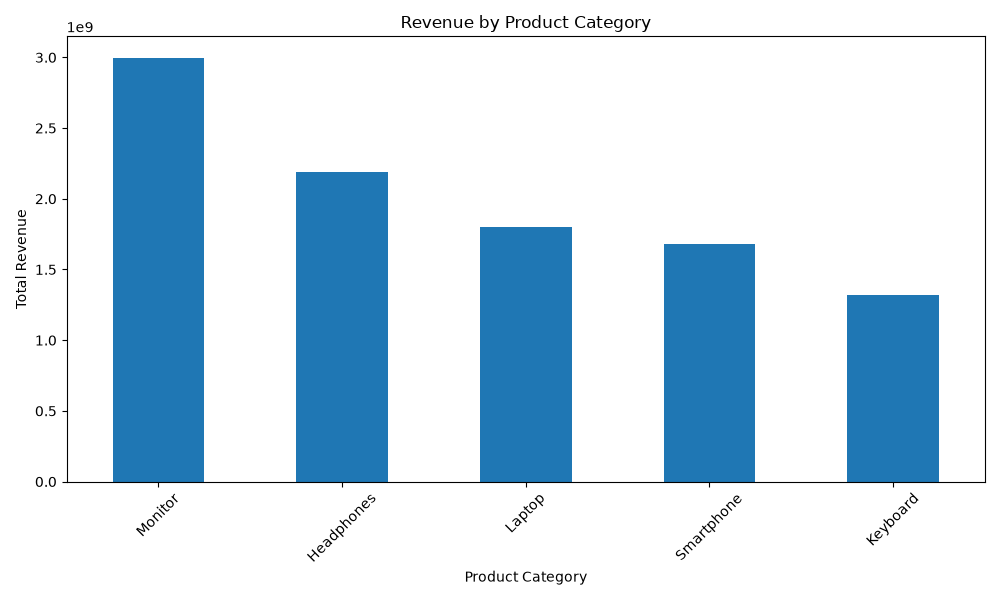 Revenue by Product Category
1e9
3.0
2.5
2.0
1.5
1.0
0.5
0.0
Total Revenue
Monitor
Headphones
Laptop
Smartphone
Keyboard
Product Category